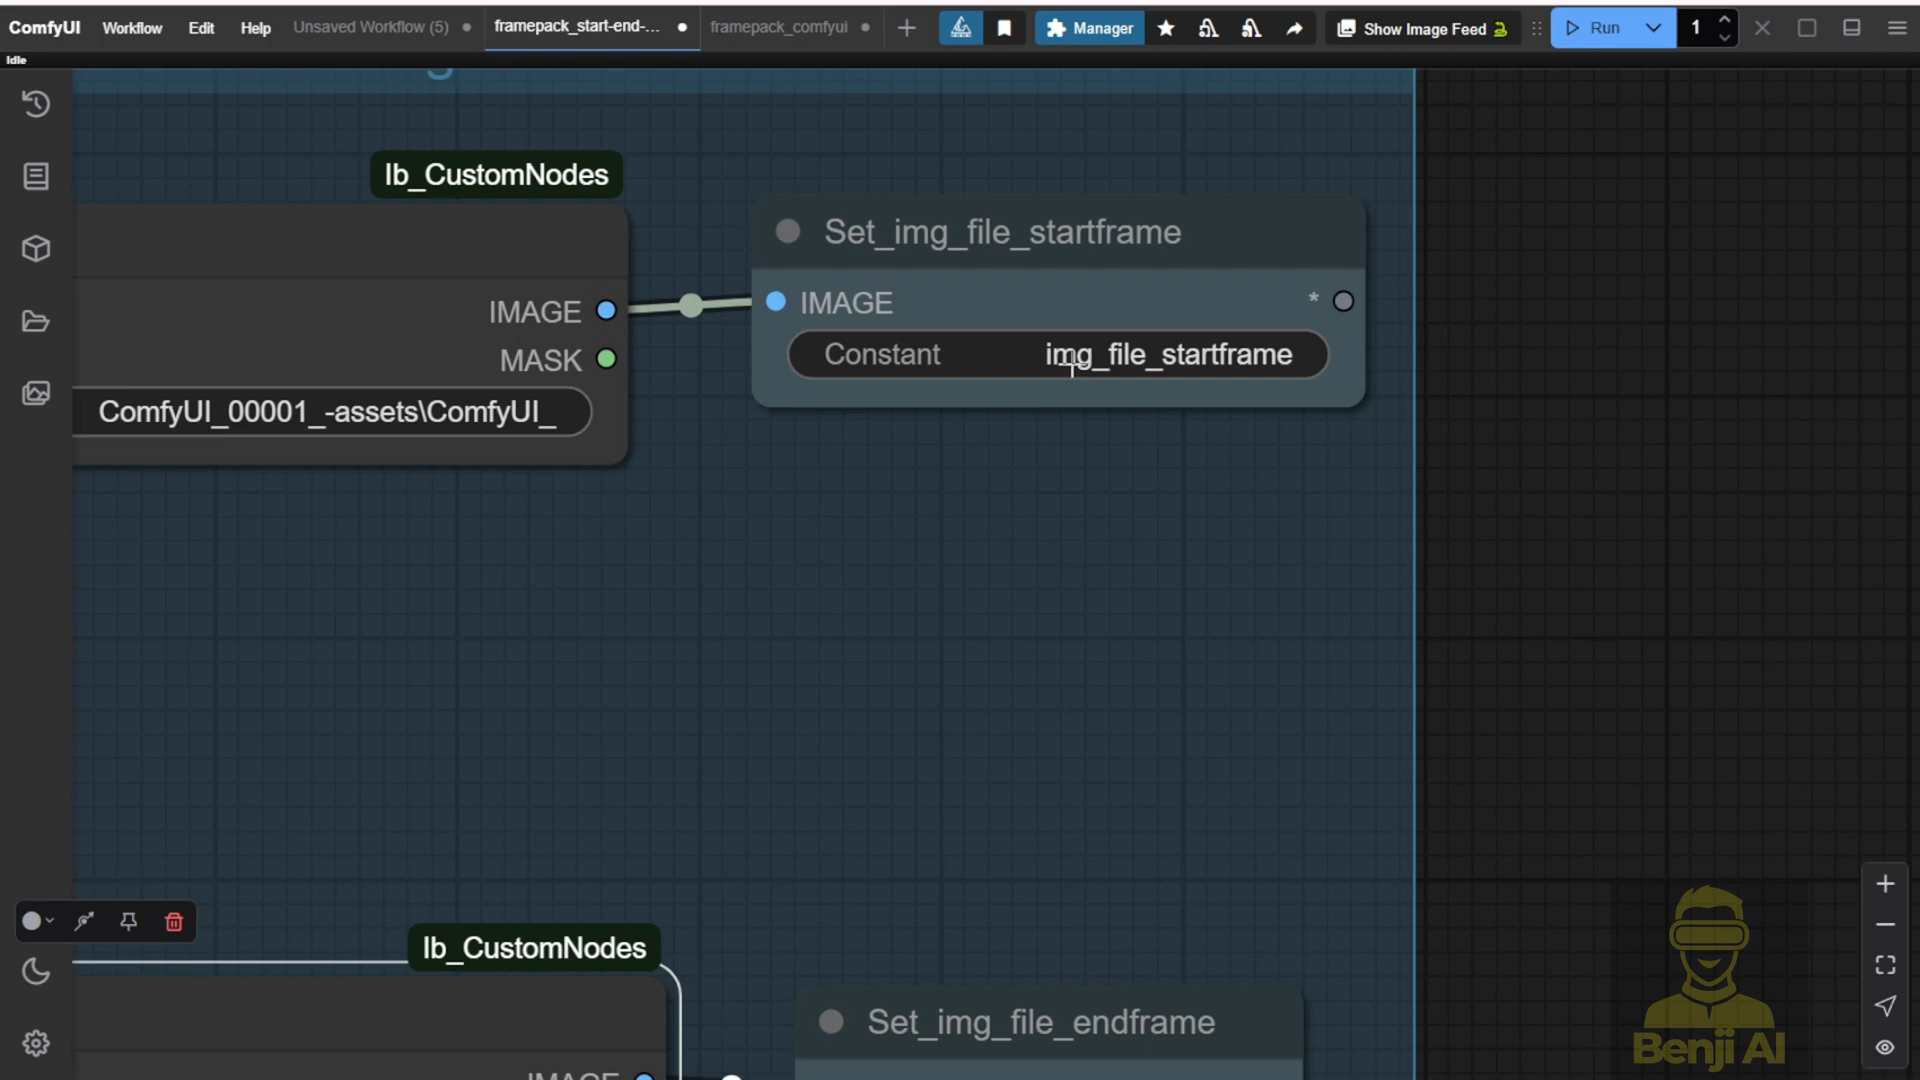 ComfyUI Workflow Edit Help Unsaved Workflow (5) framepack_start-end-... framepack_comfyui Manager Show Image Feed Run 1
Idle
lb_CustomNodes
Set_img_file_startframe
IMAGE
IMAGE *
MASK
Constant img_file_startframe
ComfyUI_00001_-assets\ComfyUI_
lb_CustomNodes
Set_img_file_endframe
IMAGE
Benji AI